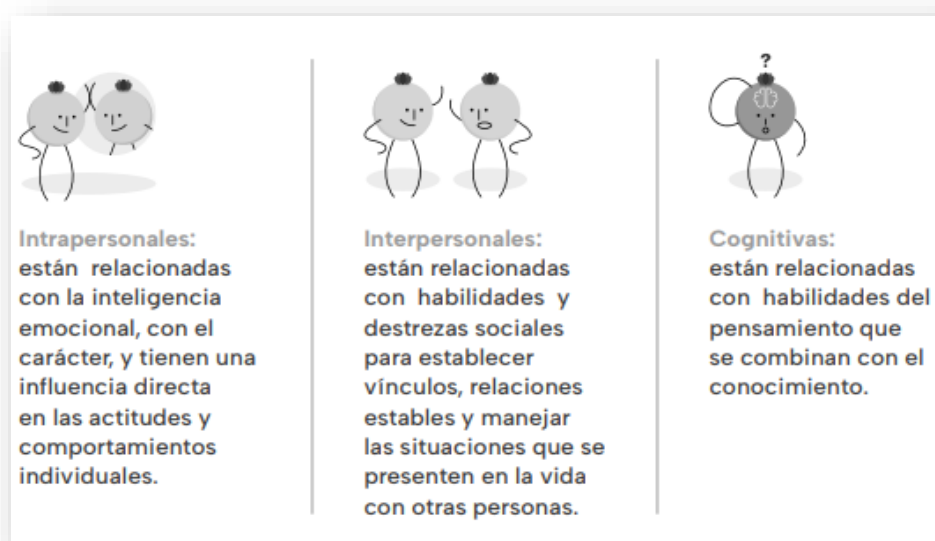 Intrapersonales:
están relacionadas
con la inteligencia
emocional, con el
carácter, y tienen una
influencia directa
en las actitudes y
comportamientos
individuales.
Interpersonales:
están relacionadas
con habilidades y
destrezas sociales
para establecer
vínculos, relaciones
estables y manejar
las situaciones que se
presenten en la vida
con otras personas.
?
Cognitivas:
están relacionadas
con habilidades del
pensamiento que
se combinan con el
conocimiento.